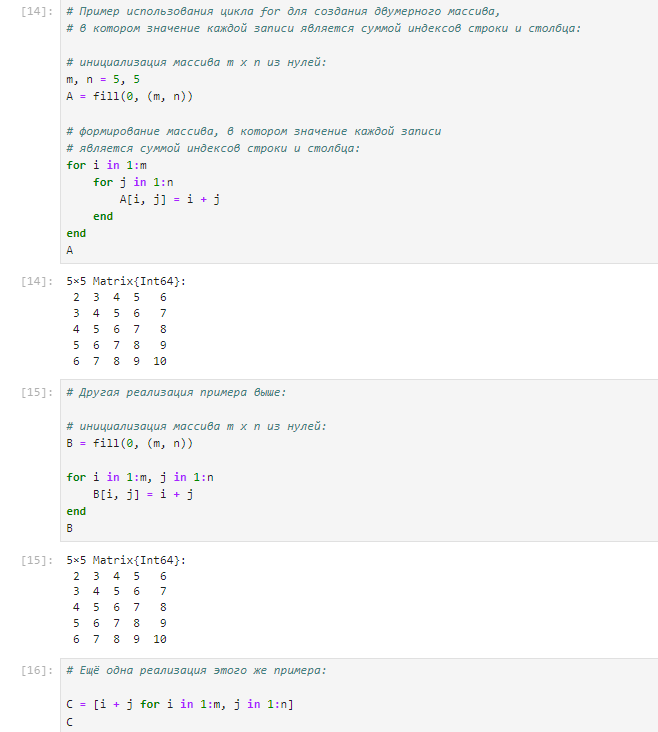 [14]: # Пример использования цикла for для создания двумерного массива,
# в котором значение каждой записи является суммой индексов строки и столбца:
# инициализация массива m x n из нулей:
m, n = 5, 5
A = fill(0, (m, n))
# формирование массива, в котором значение каждой записи
# является суммой индексов строки и столбца:
for i in 1:m
for j in 1:n
A[i, j] = i + j
end
end
A
[14]: 5×5 Matrix{Int64}:
2 3 4 5 6
3 4 5 6 7
4 5 6 7 8
5 6 7 8 9
6 7 8 9 10
[15]: # Другая реализация примера выше:
# инициализация массива m x n из нулей:
B = fill(0, (m, n))
for i in 1:m, j in 1:n
B[i, j] = i + j
end
B
[15]: 5×5 Matrix{Int64}:
2 3 4 5 6
3 4 5 6 7
4 5 6 7 8
5 6 7 8 9
6 7 8 9 10
[16]: # Ещё одна реализация этого же примера:
C = [i + j for i in 1:m, j in 1:n]
C